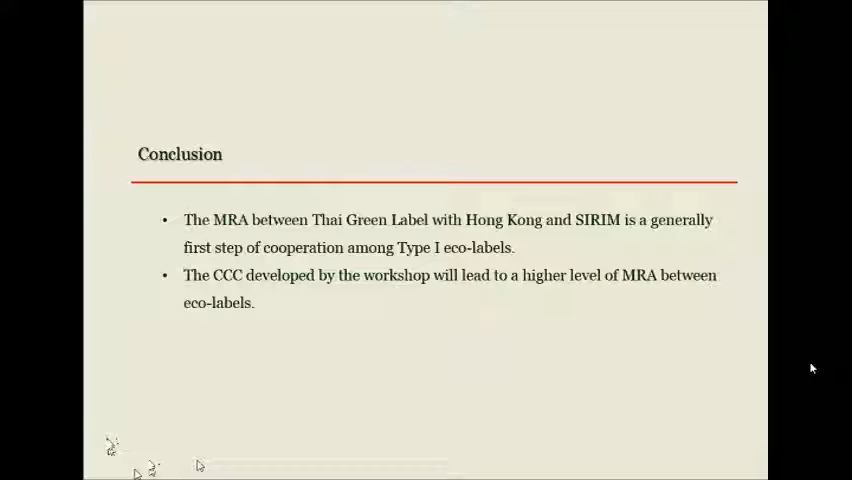 Conclusion
• The MRA between Thai Green Label with Hong Kong and SIRIM is a generally
first step of cooperation among Type I eco-labels.
• The CCC developed by the workshop will lead to a higher level of MRA between
eco-labels.